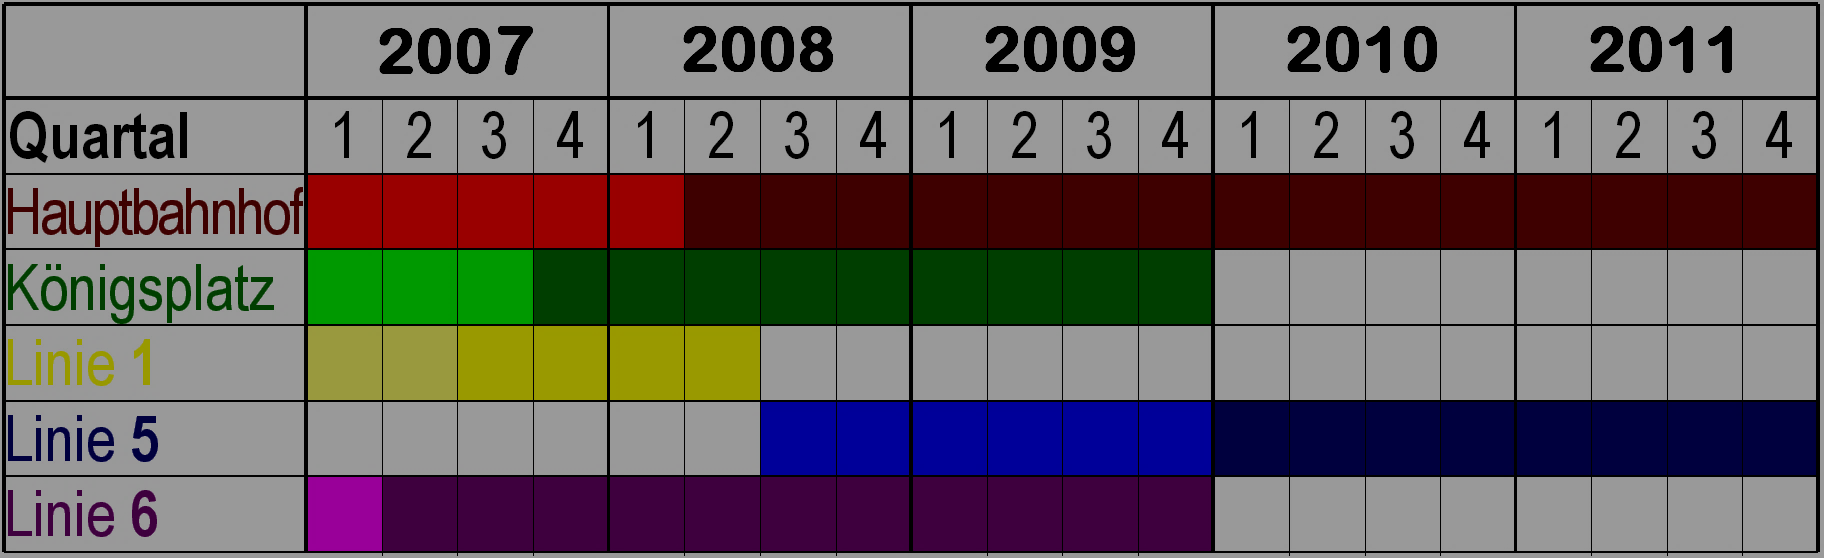 2007 2008 2009 2010 2011
Quartal 1 2 3 4 1 2 3 4 1 2 3 4 1 2 3 4 1 2 3 4
Hauptbahnhof
Königsplatz
Linie 1
Linie 5
Linie 6